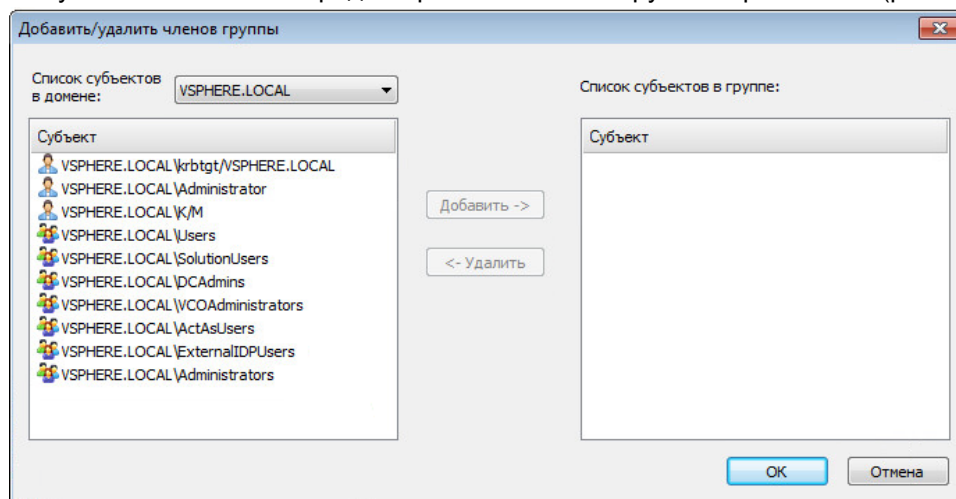 Добавить/удалить членов группы
Список субъектов
в домене:
VSPHERE.LOCAL
Список субъектов в группе:
Субъект
Субъект
VSPHERE.LOCAL\krbtgt/VSPHERE.LOCAL
VSPHERE.LOCAL\Administrator
VSPHERE.LOCAL\K/M
VSPHERE.LOCAL\Users
VSPHERE.LOCAL\SolutionUsers
VSPHERE.LOCAL\DCAdmins
VSPHERE.LOCAL\VCOAdministrators
VSPHERE.LOCAL\ActAsUsers
VSPHERE.LOCAL\ExternalIDPUsers
VSPHERE.LOCAL\Administrators
Добавить ->
<- Удалить
OK
Отмена